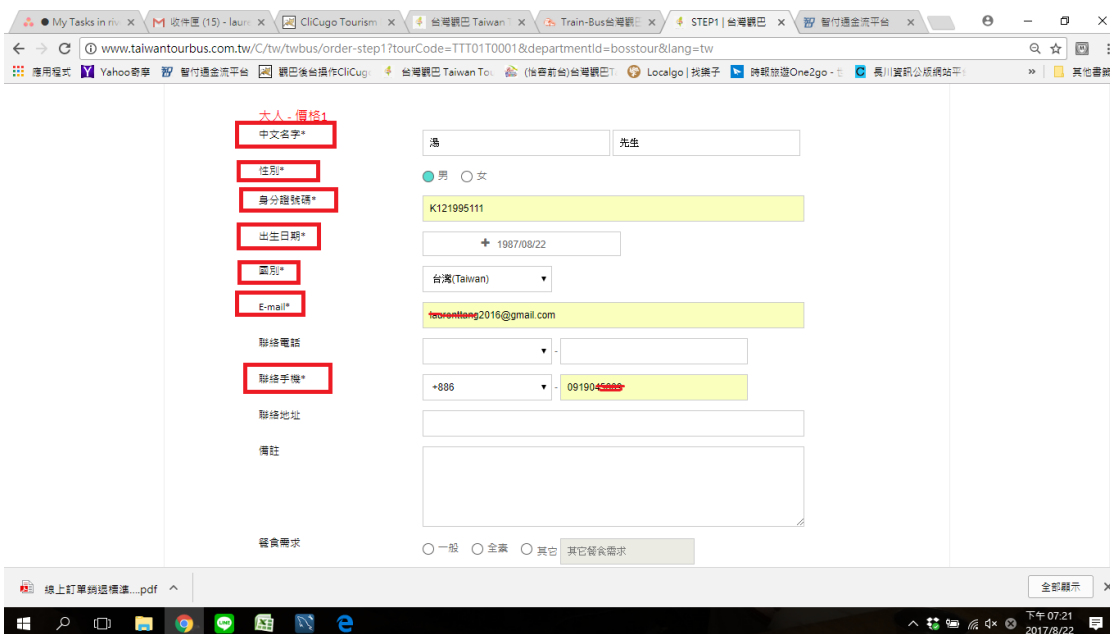 My Tasks in riv
收件匣 (15) - laure
CliCugo Tourism
台灣觀巴 Taiwan T
Train-Bus台灣觀巴
STEP1 | 台灣觀巴
智付通金流平台
www.taiwantourbus.com.tw/C/tw/twbus/order-step1?tourCode=TTT01T0001&departmentId=bosstour&lang=tw
應用程式 Yahoo奇摩 智付通金流平台 觀巴後台操作CliCug 台灣觀巴 Taiwan Tou (怡容前台)台灣觀巴T Localgo | 找樂子 時報旅遊One2go - 長川資訊公版網站平 » 其他書籤
大人 - 價格1
中文名字* 湯 先生
性別* 男 女
身分證號碼* K121995111
出生日期* + 1987/08/22
國別* 台灣(Taiwan)
E-mail* 2016@gmail.com
聯絡電話 -
聯絡手機* +886 - 0919045
聯絡地址
備註
餐食需求 一般 全素 其它 其它餐食需求
線上訂單銷退標準....pdf 全部顯示
下午 07:21
2017/8/22